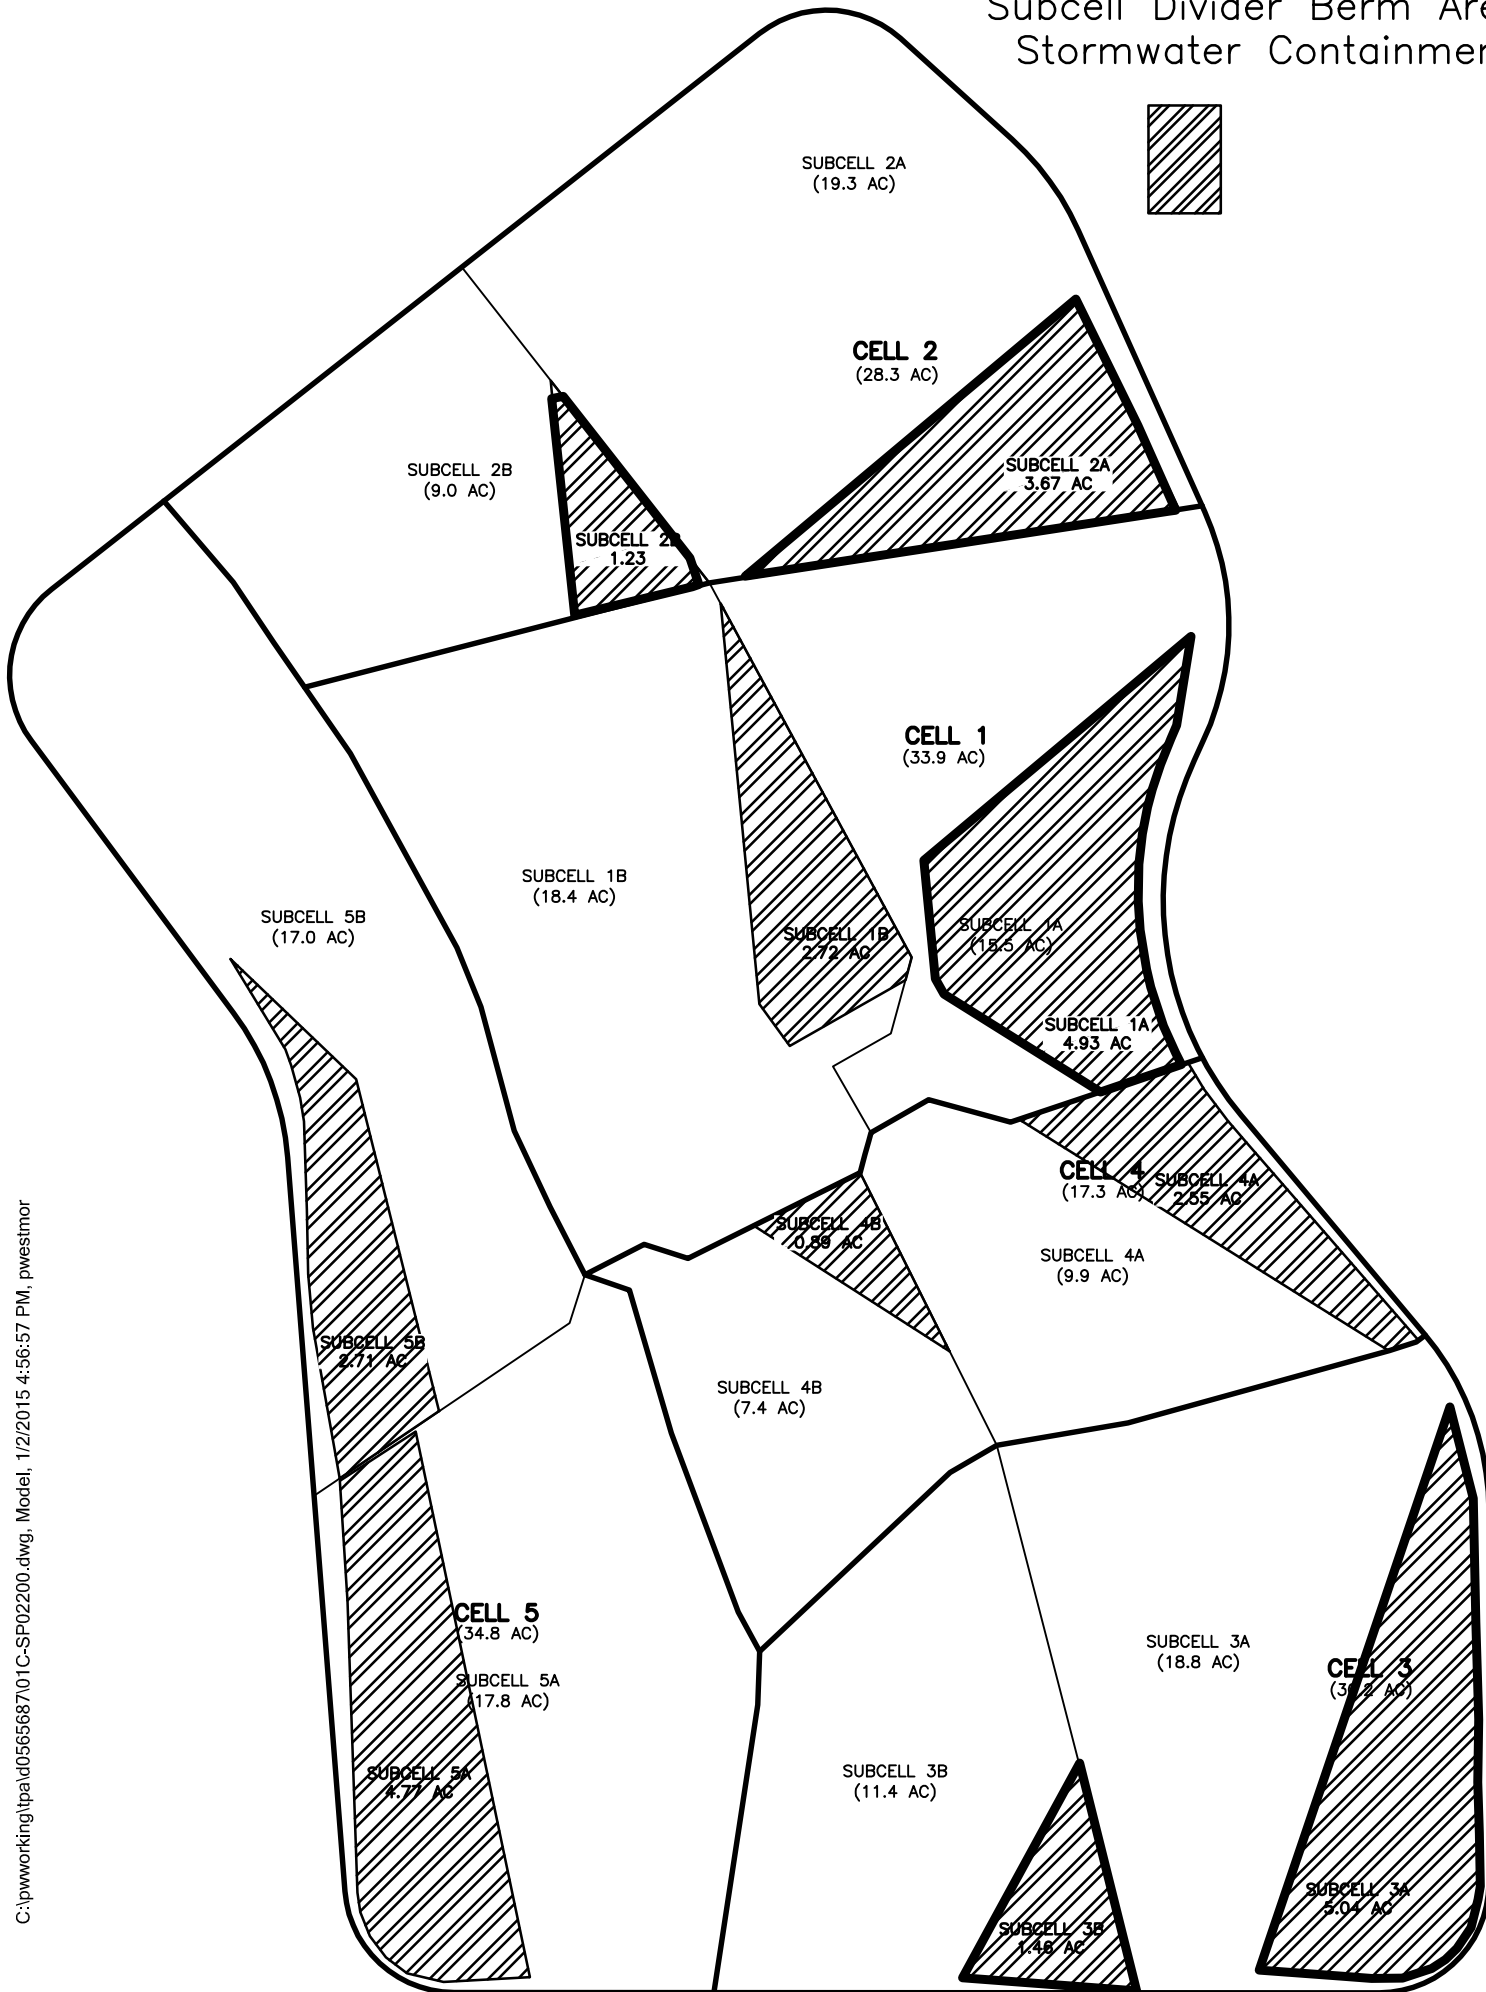 Subcell Divider Berm Are
Stormwater Containmen
SUBCELL 2A
(19.3 AC)
CELL 2
(28.3 AC)
SUBCELL 2A
3.67 AC
SUBCELL 2B
(9.0 AC)
SUBCELL 2B
1.23
CELL 1
(33.9 AC)
SUBCELL 1B
(18.4 AC)
SUBCELL 5B
(17.0 AC)
SUBCELL 1B
2.72 AC
SUBCELL 1A
(15.5 AC)
SUBCELL 1A
4.93 AC
CELL 4
(17.3 AC)
SUBCELL 4A
2.55 AC
SUBCELL 4B
0.89 AC
SUBCELL 4A
(9.9 AC)
SUBCELL 5B
2.71 AC
SUBCELL 4B
(7.4 AC)
CELL 5
(34.8 AC)
SUBCELL 5A
(17.8 AC)
SUBCELL 3A
(18.8 AC)
CELL 3
(30.2 AC)
SUBCELL 5A
4.77 AC
SUBCELL 3B
(11.4 AC)
SUBCELL 3A
5.04 AC
SUBCELL 3B
1.46 AC
C:\pwworking\tpa\d0565687\01C-SP02200.dwg, Model, 1/2/2015 4:56:57 PM, pwestmor